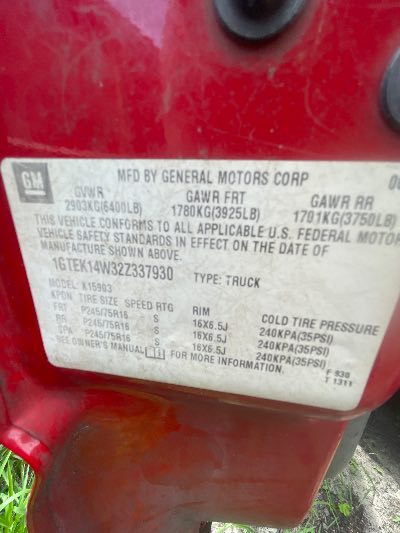 GM
MFD BY GENERAL MOTORS CORP 0
GVWR GAWR FRT GAWR RR
2903KG(6400LB) 1780KG(3925LB) 1701KG(3750LB)
THIS VEHICLE CONFORMS TO ALL APPLICABLE U.S. FEDERAL MOTOR
VEHICLE SAFETY STANDARDS IN EFFECT ON THE DATE OF
MANUFACTURE SHOWN ABOVE.
1GTEK14W32Z337930 TYPE: TRUCK
MODEL: K15903
KPDN TIRE SIZE SPEED RTG RIM COLD TIRE PRESSURE
FRT P245/75R16 S 16X6.5J 240KPA(35PSI)
RR P245/75R16 S 16X6.5J 240KPA(35PSI)
SPA P245/75R16 S 16X6.5J 240KPA(35PSI)
SEE OWNER'S MANUAL FOR MORE INFORMATION. F 930
T 1311